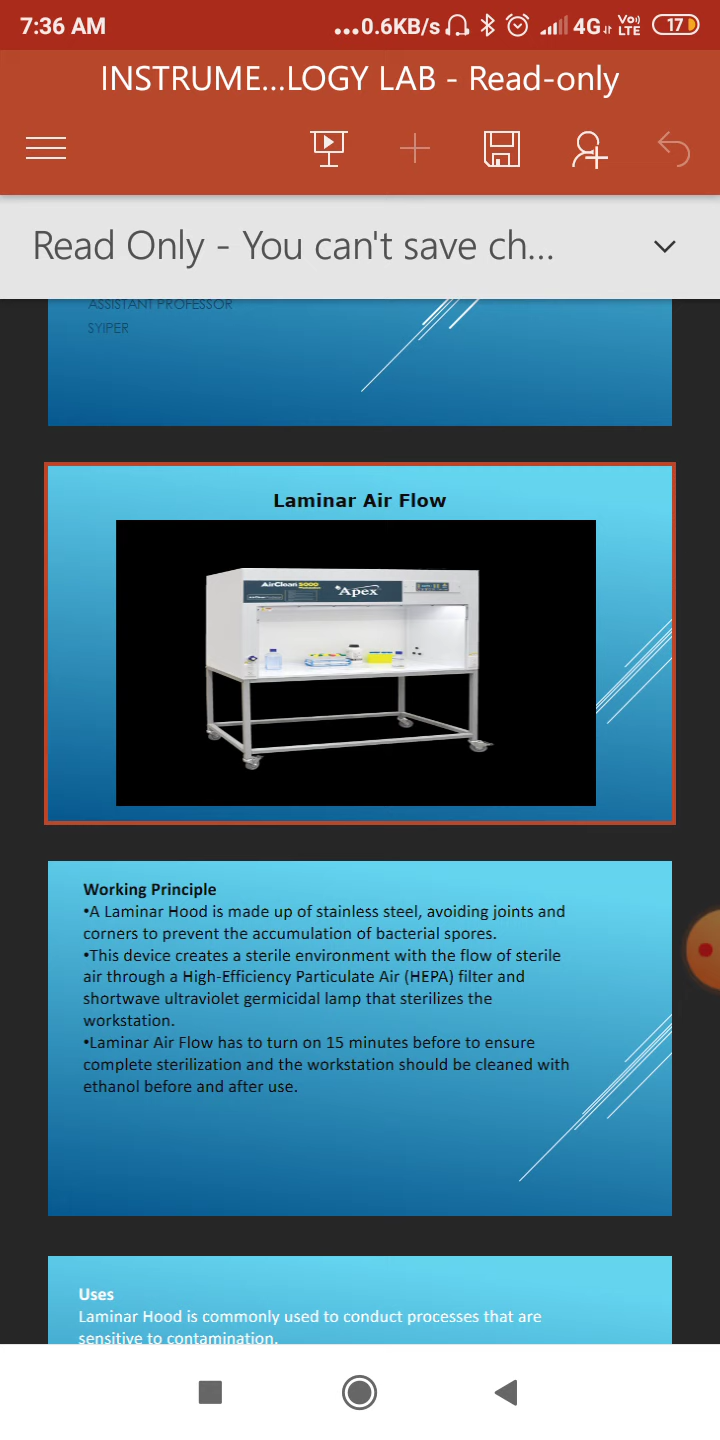 7:36 AM
...0.6KB/s
4G
Vo))
LTE
17
INSTRUME...LOGY LAB - Read-only
Read Only - You can't save ch...
ASSISTANT PROFESSOR
SYIPER
Laminar Air Flow
AirClean 5000
Apex
Working Principle
•A Laminar Hood is made up of stainless steel, avoiding joints and
corners to prevent the accumulation of bacterial spores.
•This device creates a sterile environment with the flow of sterile
air through a High-Efficiency Particulate Air (HEPA) filter and
shortwave ultraviolet germicidal lamp that sterilizes the
workstation.
•Laminar Air Flow has to turn on 15 minutes before to ensure
complete sterilization and the workstation should be cleaned with
ethanol before and after use.
Uses
Laminar Hood is commonly used to conduct processes that are
sensitive to contamination.